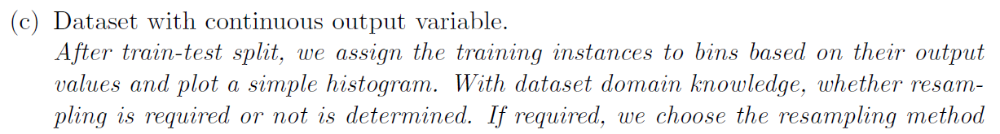 (c) Dataset with continuous output variable.
After train-test split, we assign the training instances to bins based on their output
values and plot a simple histogram. With dataset domain knowledge, whether resam-
pling is required or not is determined. If required, we choose the resampling method